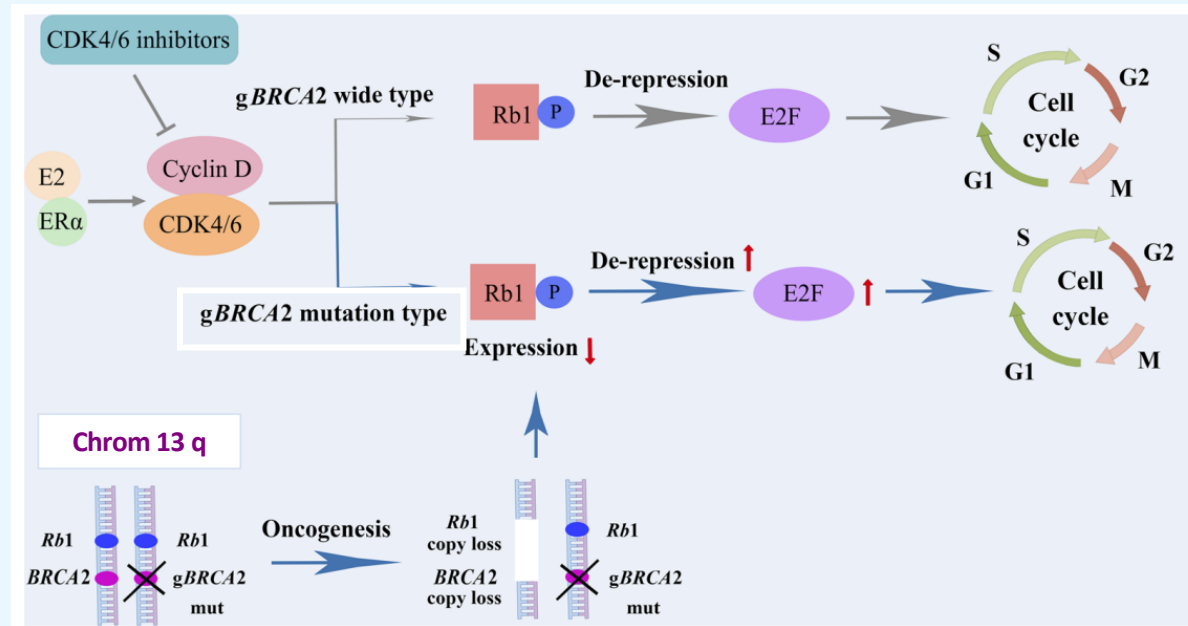 CDK4/6 inhibitors
gBRCA2 wide type
Rb1
P
De-repression
E2F
S
G2
Cell
cycle
G1
M
E2
ERα
Cyclin D
CDK4/6
gBRCA2 mutation type
Rb1
P
Expression
De-repression
E2F
S
G2
Cell
cycle
G1
M
Chrom 13 q
Rb1
Rb1
BRCA2
gBRCA2
mut
Oncogenesis
Rb1
copy loss
BRCA2
copy loss
Rb1
gBRCA2
mut